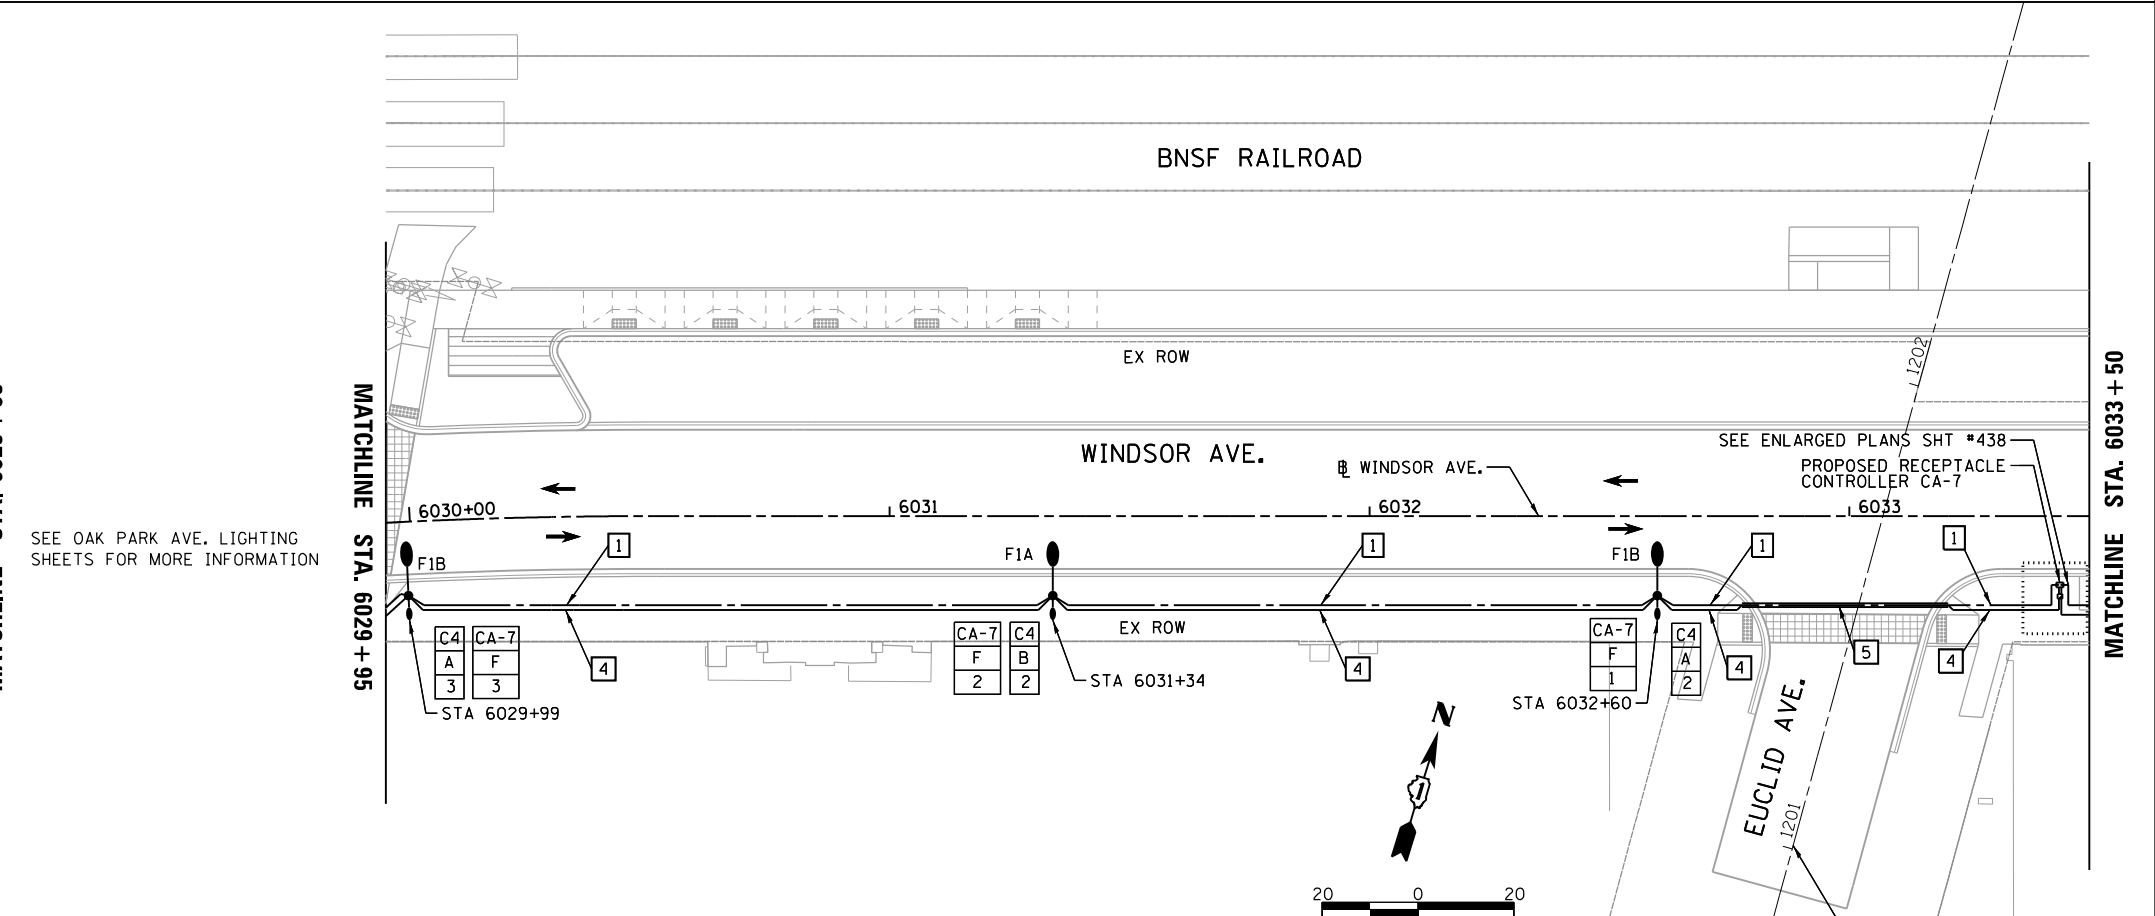 BNSF RAILROAD
EX ROW
1202
WINDSOR AVE.
SEE ENLARGED PLANS SHT #438
℄ WINDSOR AVE.
PROPOSED RECEPTACLE
CONTROLLER CA-7
MATCHLINE STA. 6029+95
MATCHLINE STA. 6033+50
6030+00
6031
6032
6033
SEE OAK PARK AVE. LIGHTING
SHEETS FOR MORE INFORMATION
1
1
1
1
F1B
F1A
F1B
EX ROW
C4
A
3
CA-7
F
3
CA-7
F
2
C4
B
2
CA-7
F
1
C4
A
2
4
4
4
5
4
STA 6029+99
STA 6031+34
STA 6032+60
N
1
EUCLID AVE.
1201
20 0 20